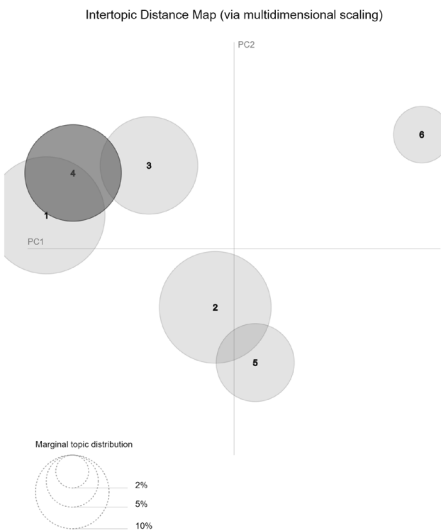 Intertopic Distance Map (via multidimensional scaling)
PC2
6
3
4
1
PC1
2
5
Marginal topic distribution
2%
5%
10%